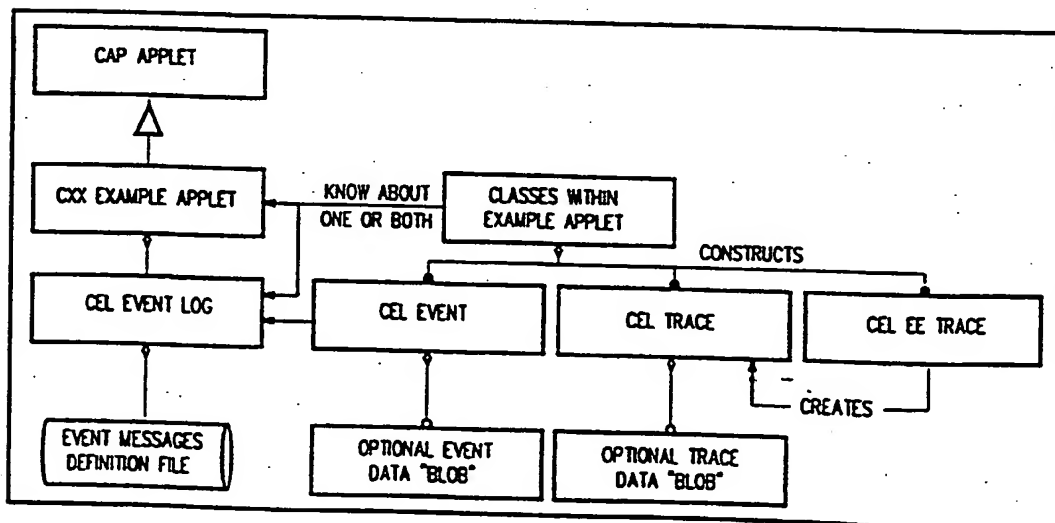 CAP APPLET
CXX EXAMPLE APPLET
KNOW ABOUT
ONE OR BOTH
CLASSES WITHIN
EXAMPLE APPLET
CONSTRUCTS
CEL EVENT LOG
CEL EVENT
CEL TRACE
CEL EE TRACE
CREATES
EVENT MESSAGES
DEFINITION FILE
OPTIONAL EVENT
DATA "BLOB"
OPTIONAL TRACE
DATA "BLOB"